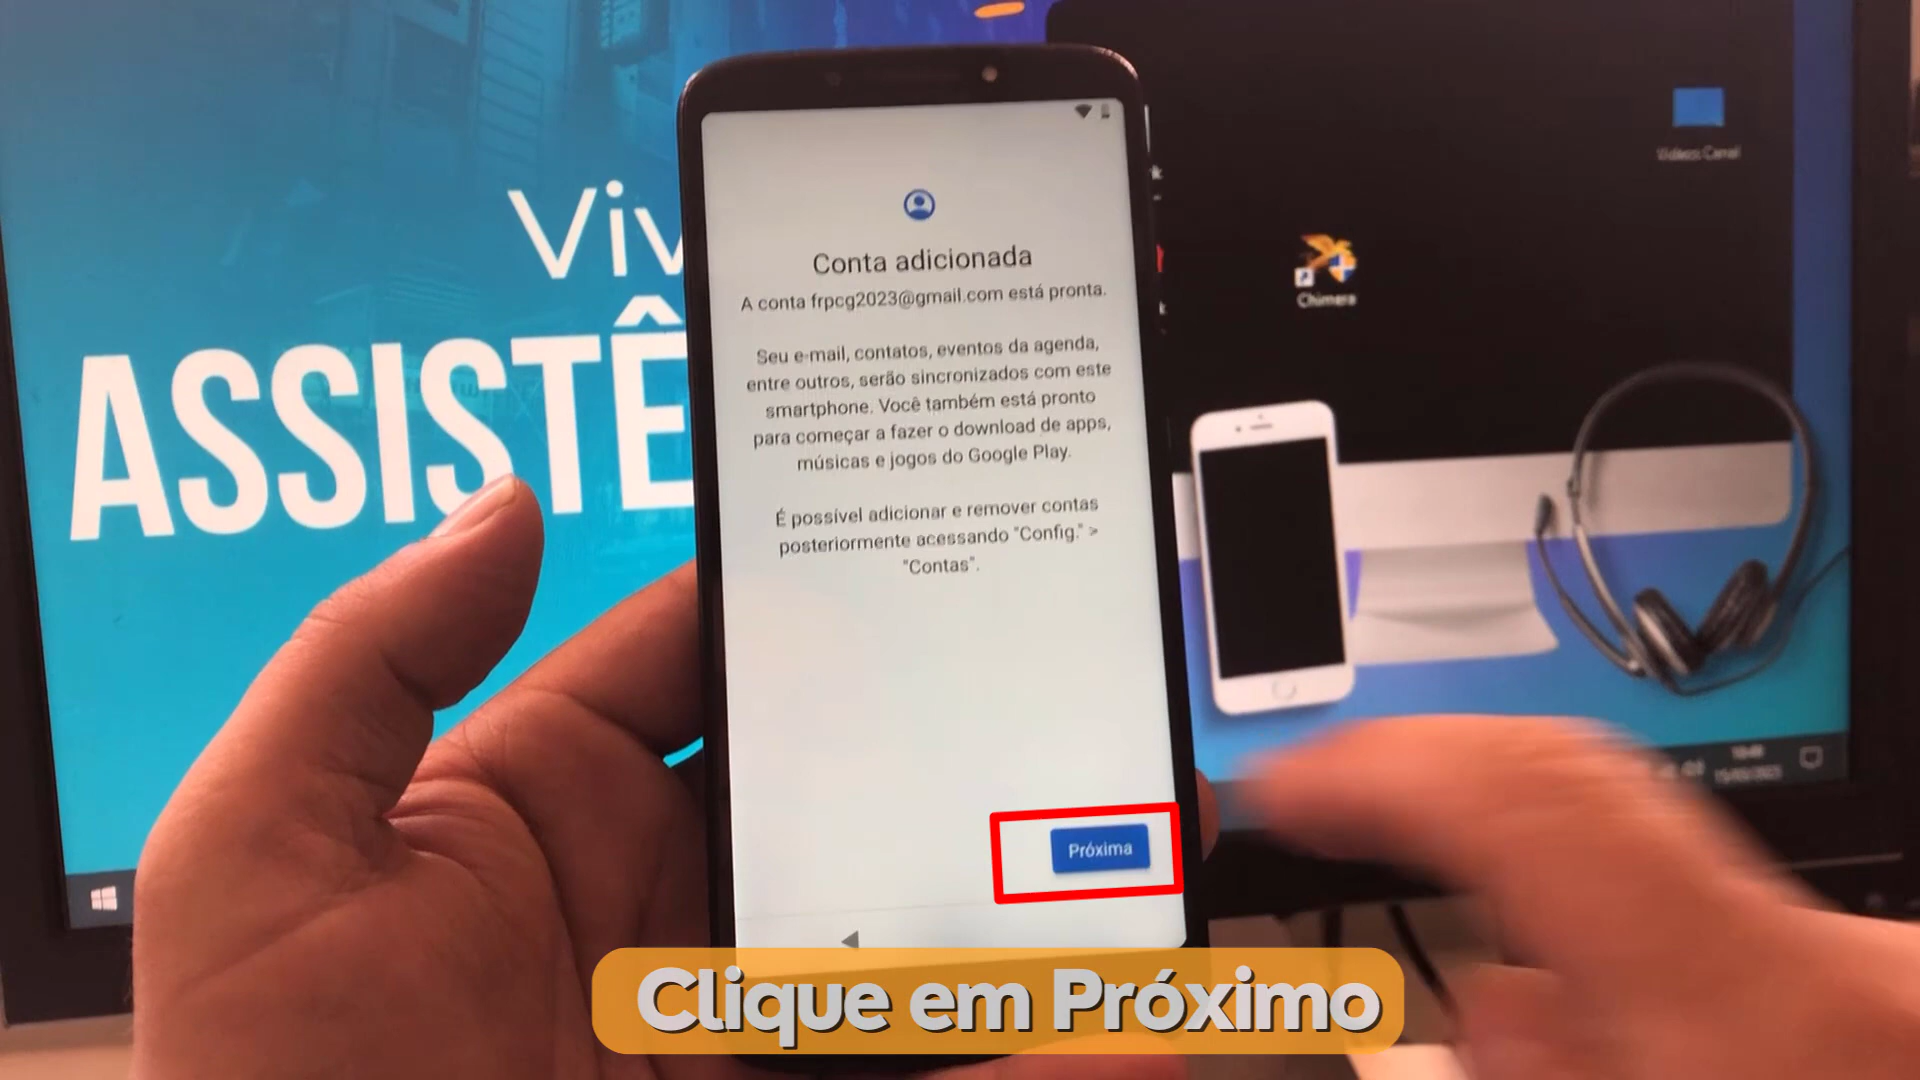 Viv
ASSISTÊ
Conta adicionada
A conta frpcg2023@gmail.com está pronta.
Seu e-mail, contatos, eventos da agenda,
entre outros, serão sincronizados com este
smartphone. Você também está pronto
para começar a fazer o download de apps,
músicas e jogos do Google Play.
É possível adicionar e remover contas
posteriormente acessando "Config." >
"Contas".
Próxima
Chimera
Clique em Próximo